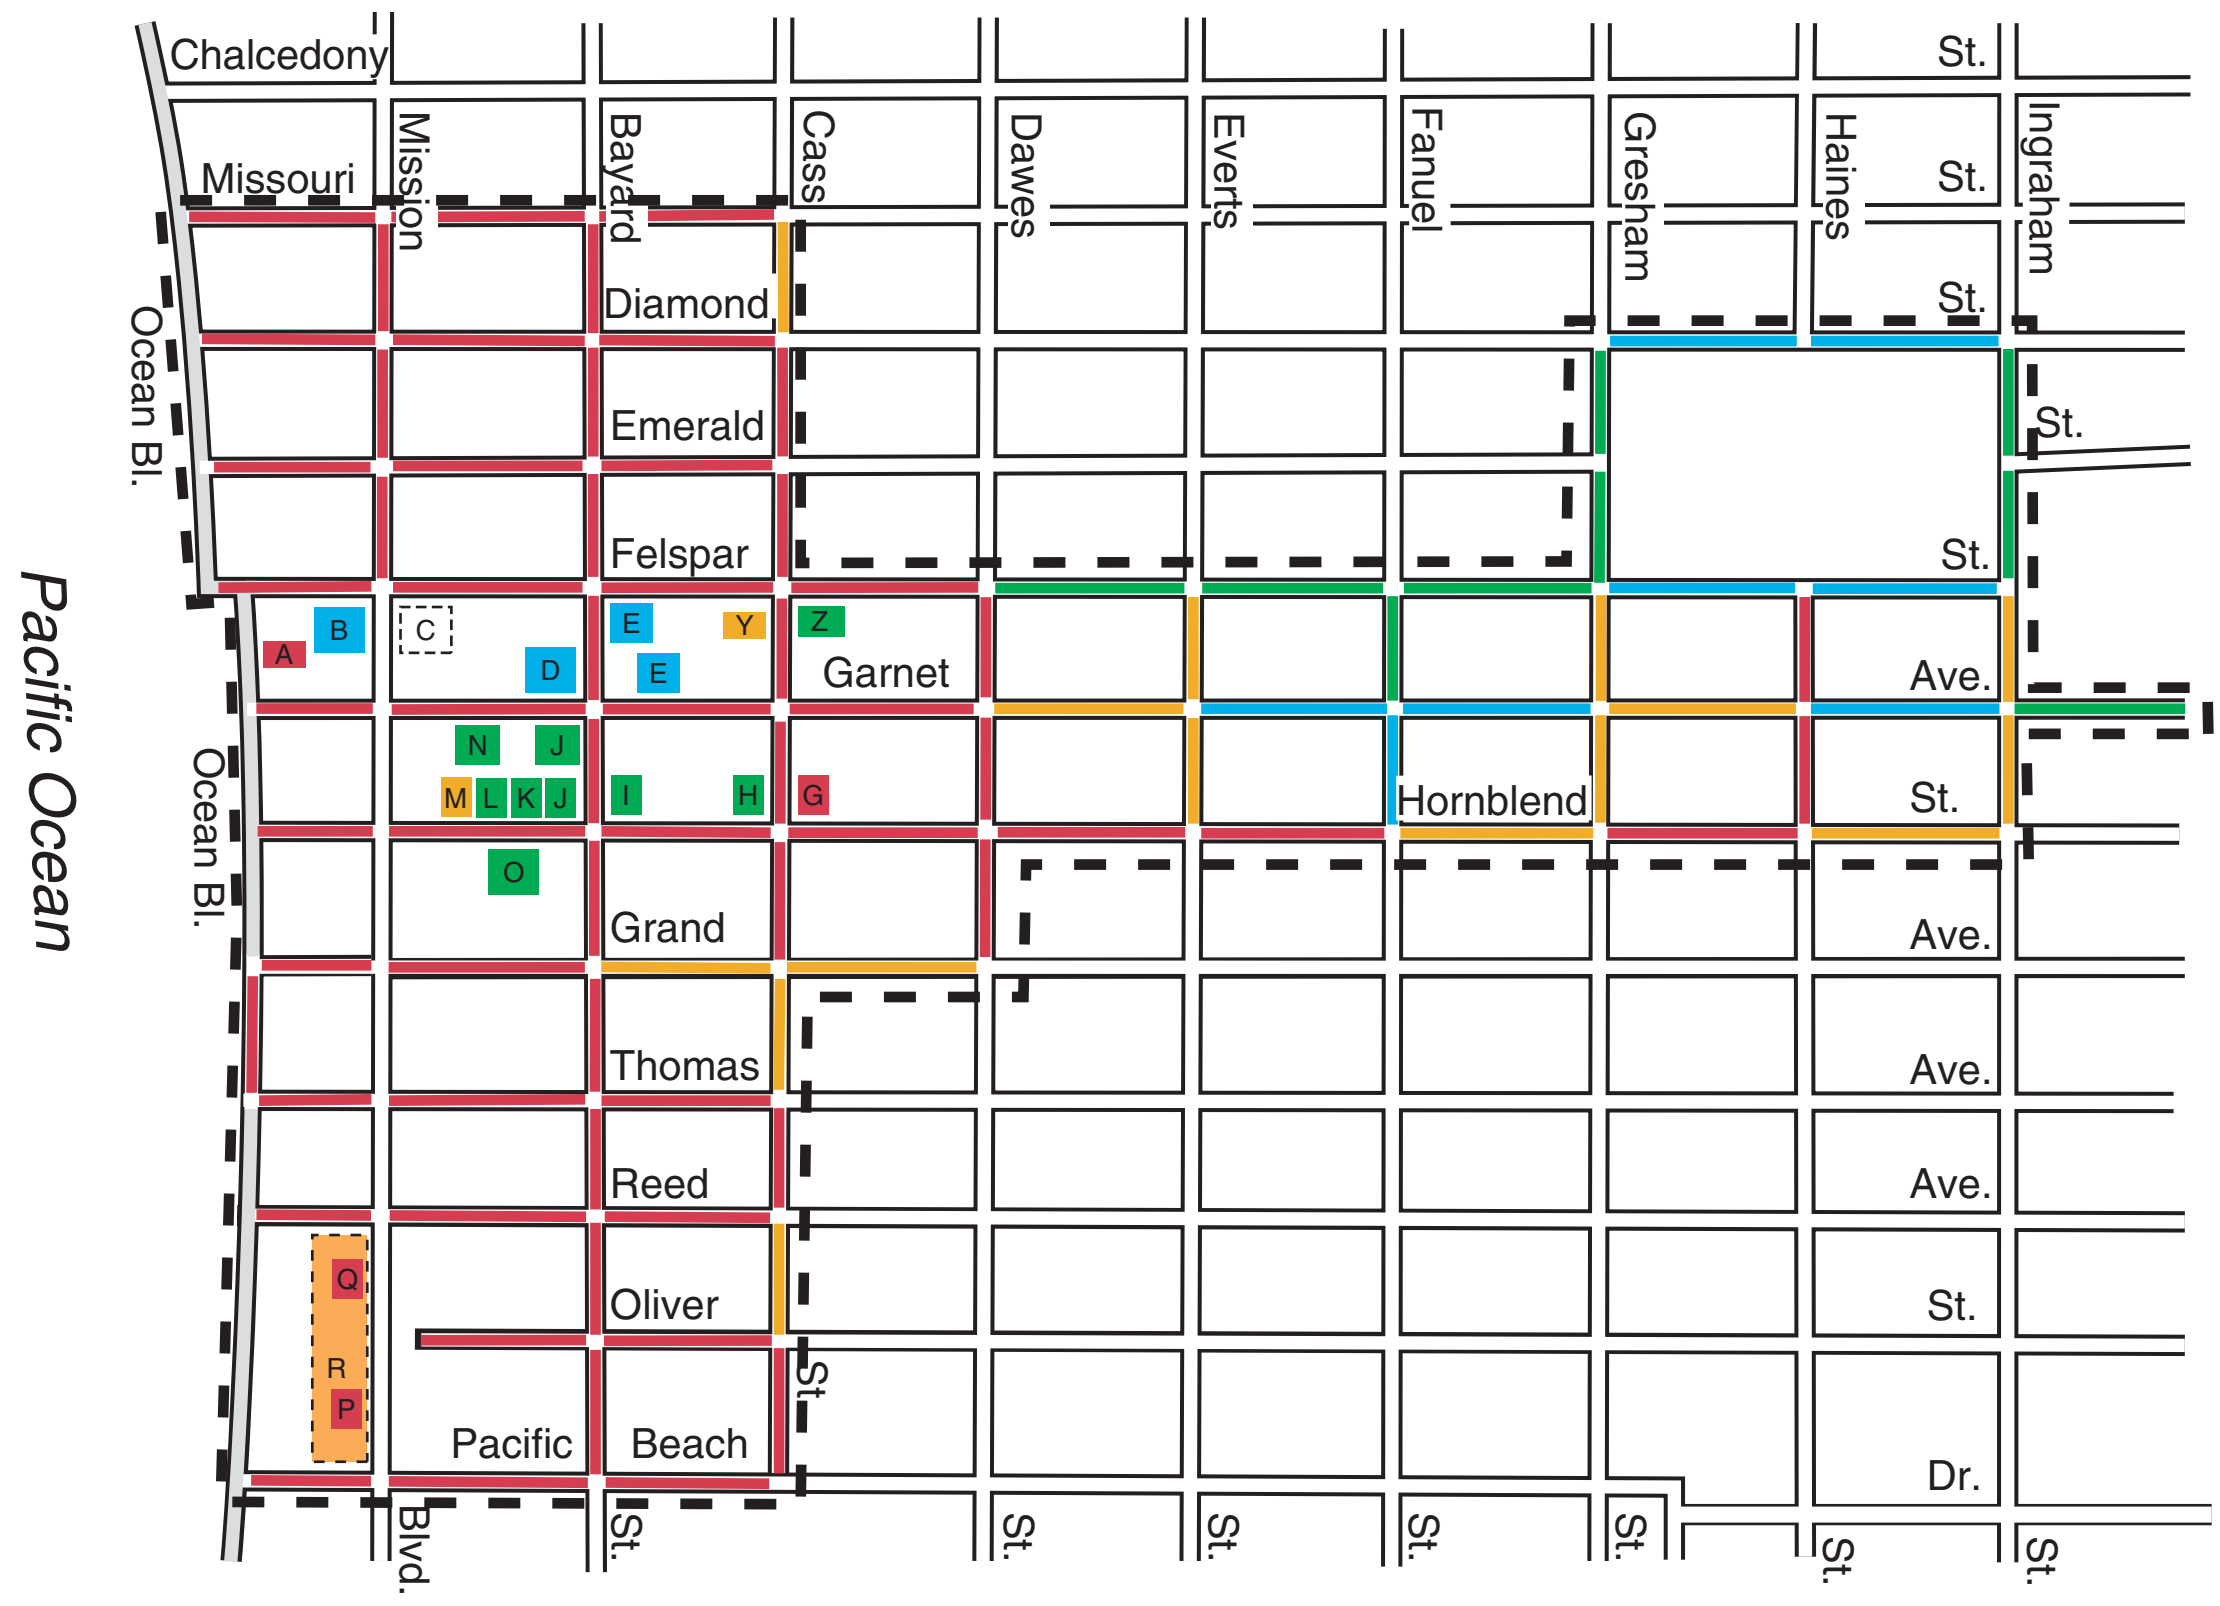 Chalcedony St.
Mission
Bayard
Cass
Dawes
Everts
Fanuel
Gresham
Haines
Ingraham
Missouri St.
Diamond St.
Ocean Bl.
Emerald St.
Felspar St.
Pacific Ocean
A
B
C
D
E
E
Y
Z
Garnet Ave.
N
J
M
L
K
J
I
H
G
Hornblend St.
Ocean Bl.
O
Grand Ave.
Thomas Ave.
Reed Ave.
Q
R
P
Oliver St.
St.
Pacific Beach Dr.
Blvd.
St.
St.
St.
St.
St.
St.
St.